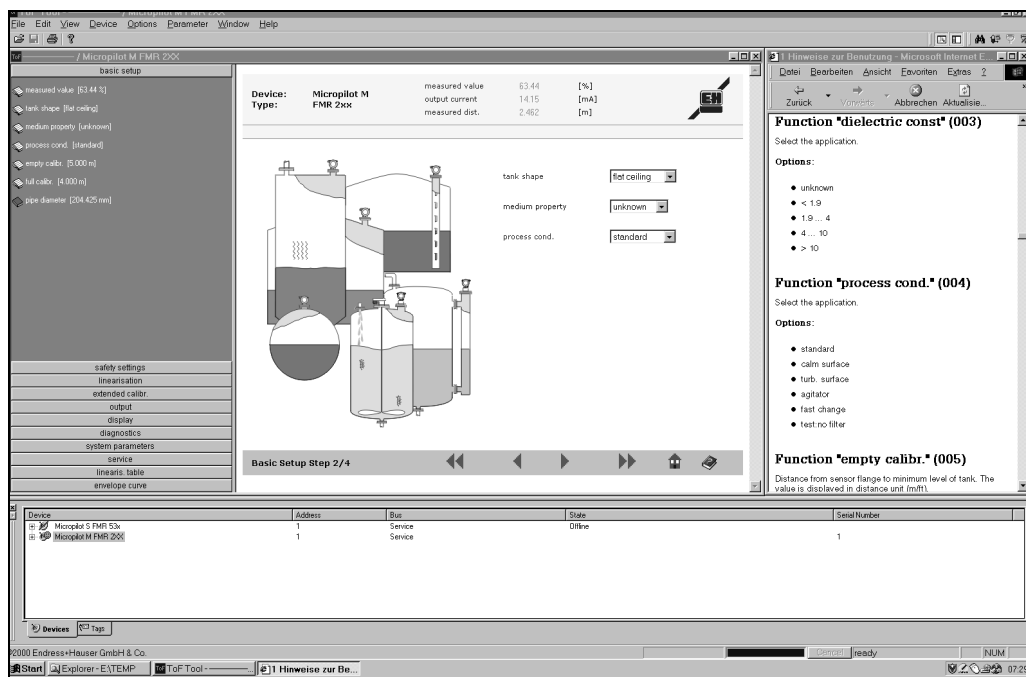 ToF Tool - / Micropilot M FMR 2XX
File Edit View Device Options Parameter Window Help
/ Micropilot M FMR 2XX
basic setup
measured value [63.44 %]
tank shape [flat ceiling]
medium property [unknown]
process cond. [standard]
empty calibr. [5.000 m]
full calibr. [4.000 m]
pipe diameter [204.425 mm]
safety settings
linearisation
extended calibr.
output
display
diagnostics
system parameters
service
linearis. table
envelope curve
Device: Micropilot M
Type: FMR 2xx
measured value 63.44 [%]
output current 14.15 [mA]
measured dist. 2.462 [m]
EH
tank shape flat ceiling
medium property unknown
process cond. standard
Basic Setup Step 2/4
1 Hinweise zur Benutzung - Microsoft Internet E...
Datei Bearbeiten Ansicht Favoriten Extras ?
Zurück Vorwärts Abbrechen Aktualisie...
Function "dielectric const" (003)
Select the application.
Options:
unknown
< 1.9
1.9 ... 4
4 ... 10
> 10
Function "process cond." (004)
Select the application.
Options:
standard
calm surface
turb. surface
agitator
fast change
test:no filter
Function "empty calibr." (005)
Distance from sensor flange to minimum level of tank. The
value is displayed in distance unit (m/ft).
Device Address Bus State Serial Number
Micropilot S FMR 53x 1 Service Offline
Micropilot M FMR 2XX 1 Service 1
Devices Tags
©2000 Endress+Hauser GmbH & Co. Cancel ready NUM
Start Explorer - E:\TEMP ToF Tool - ... 1 Hinweise zur Be... 07:25